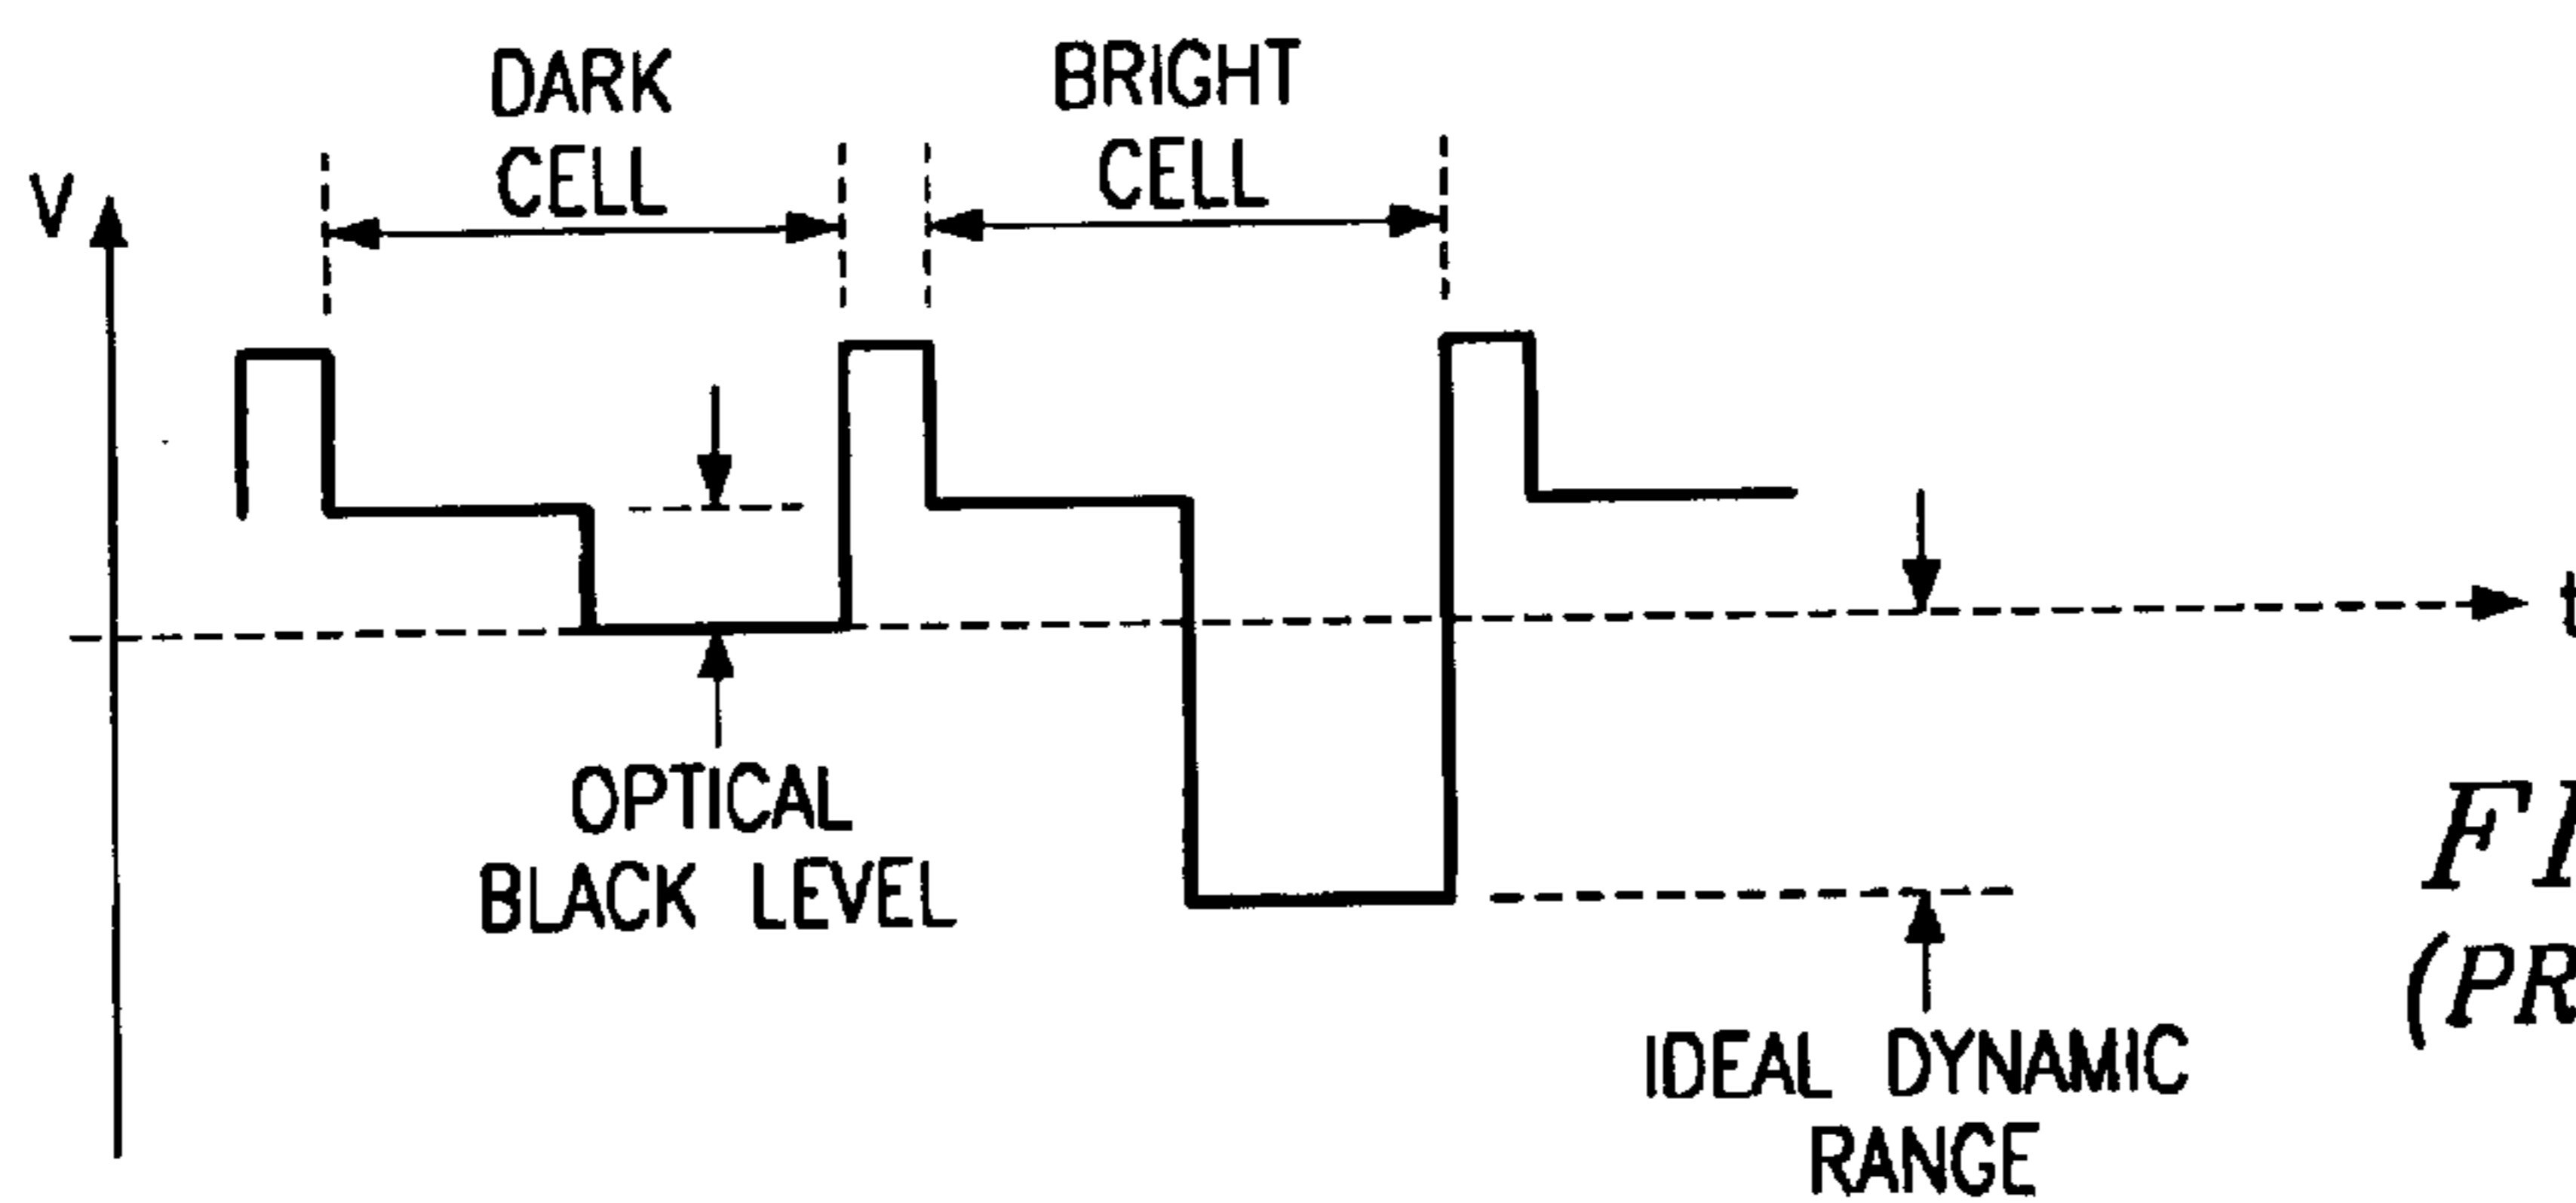 DARK
CELL
BRIGHT
CELL
V
t
OPTICAL
BLACK LEVEL
IDEAL DYNAMIC
RANGE